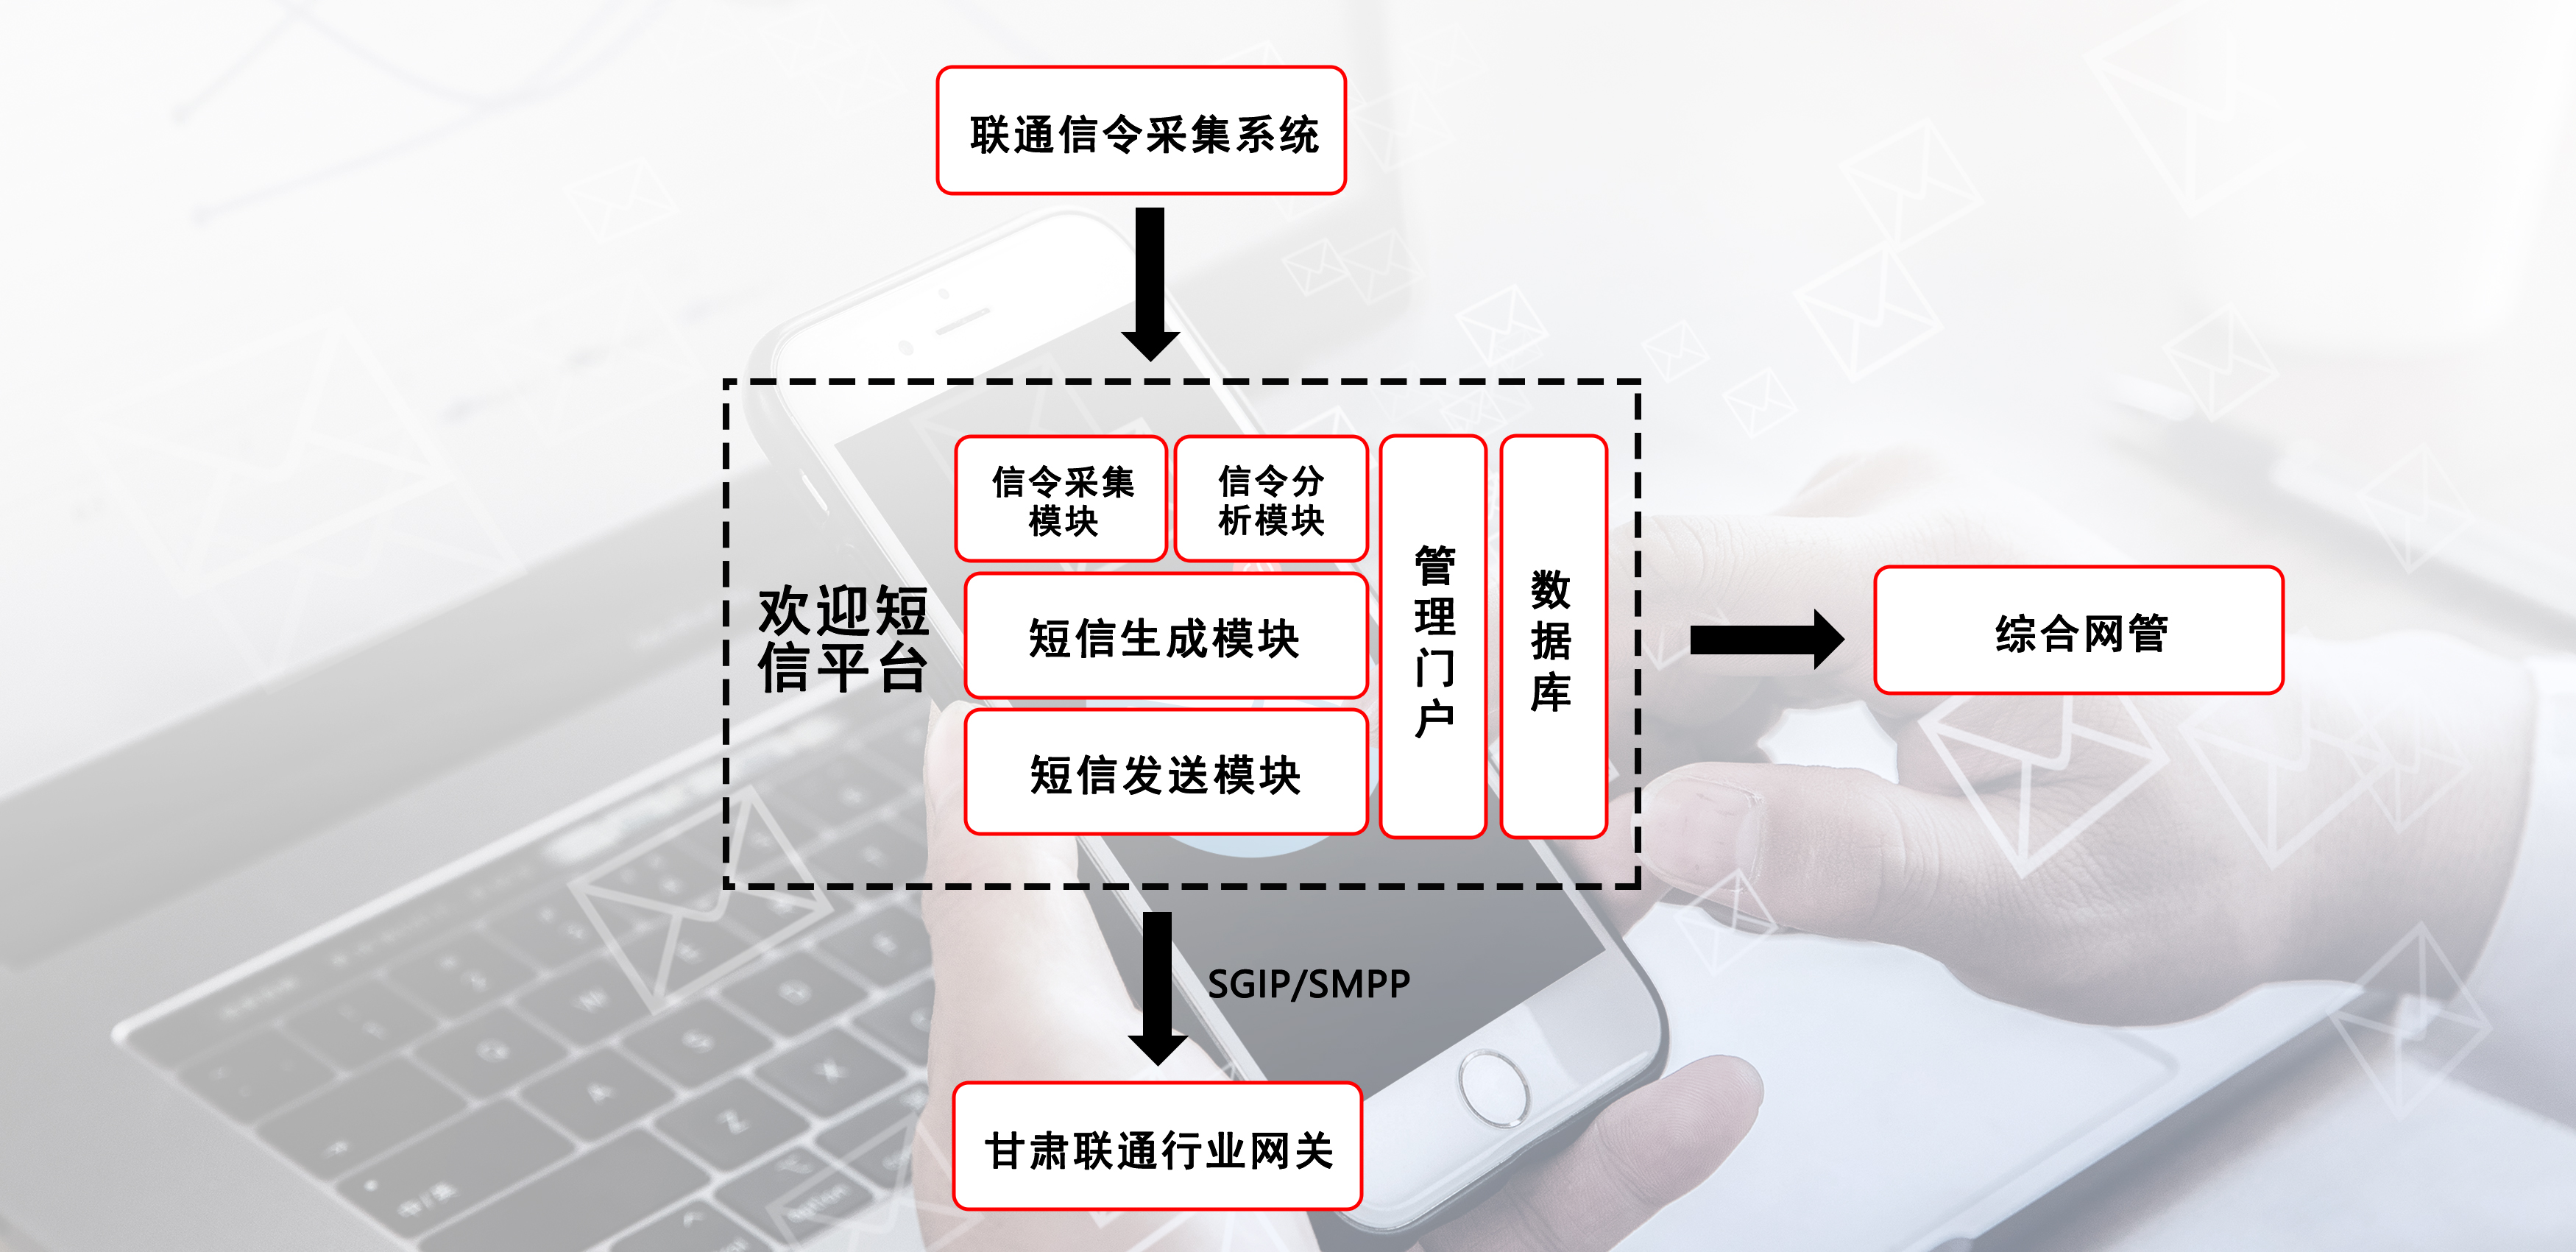 联通信令采集系统
信令采集
模块
信令分
析模块
欢迎短
信平台
短信生成模块
短信发送模块
管理门户
数据库
综合网管
SGIP/SMPP
甘肃联通行业网关